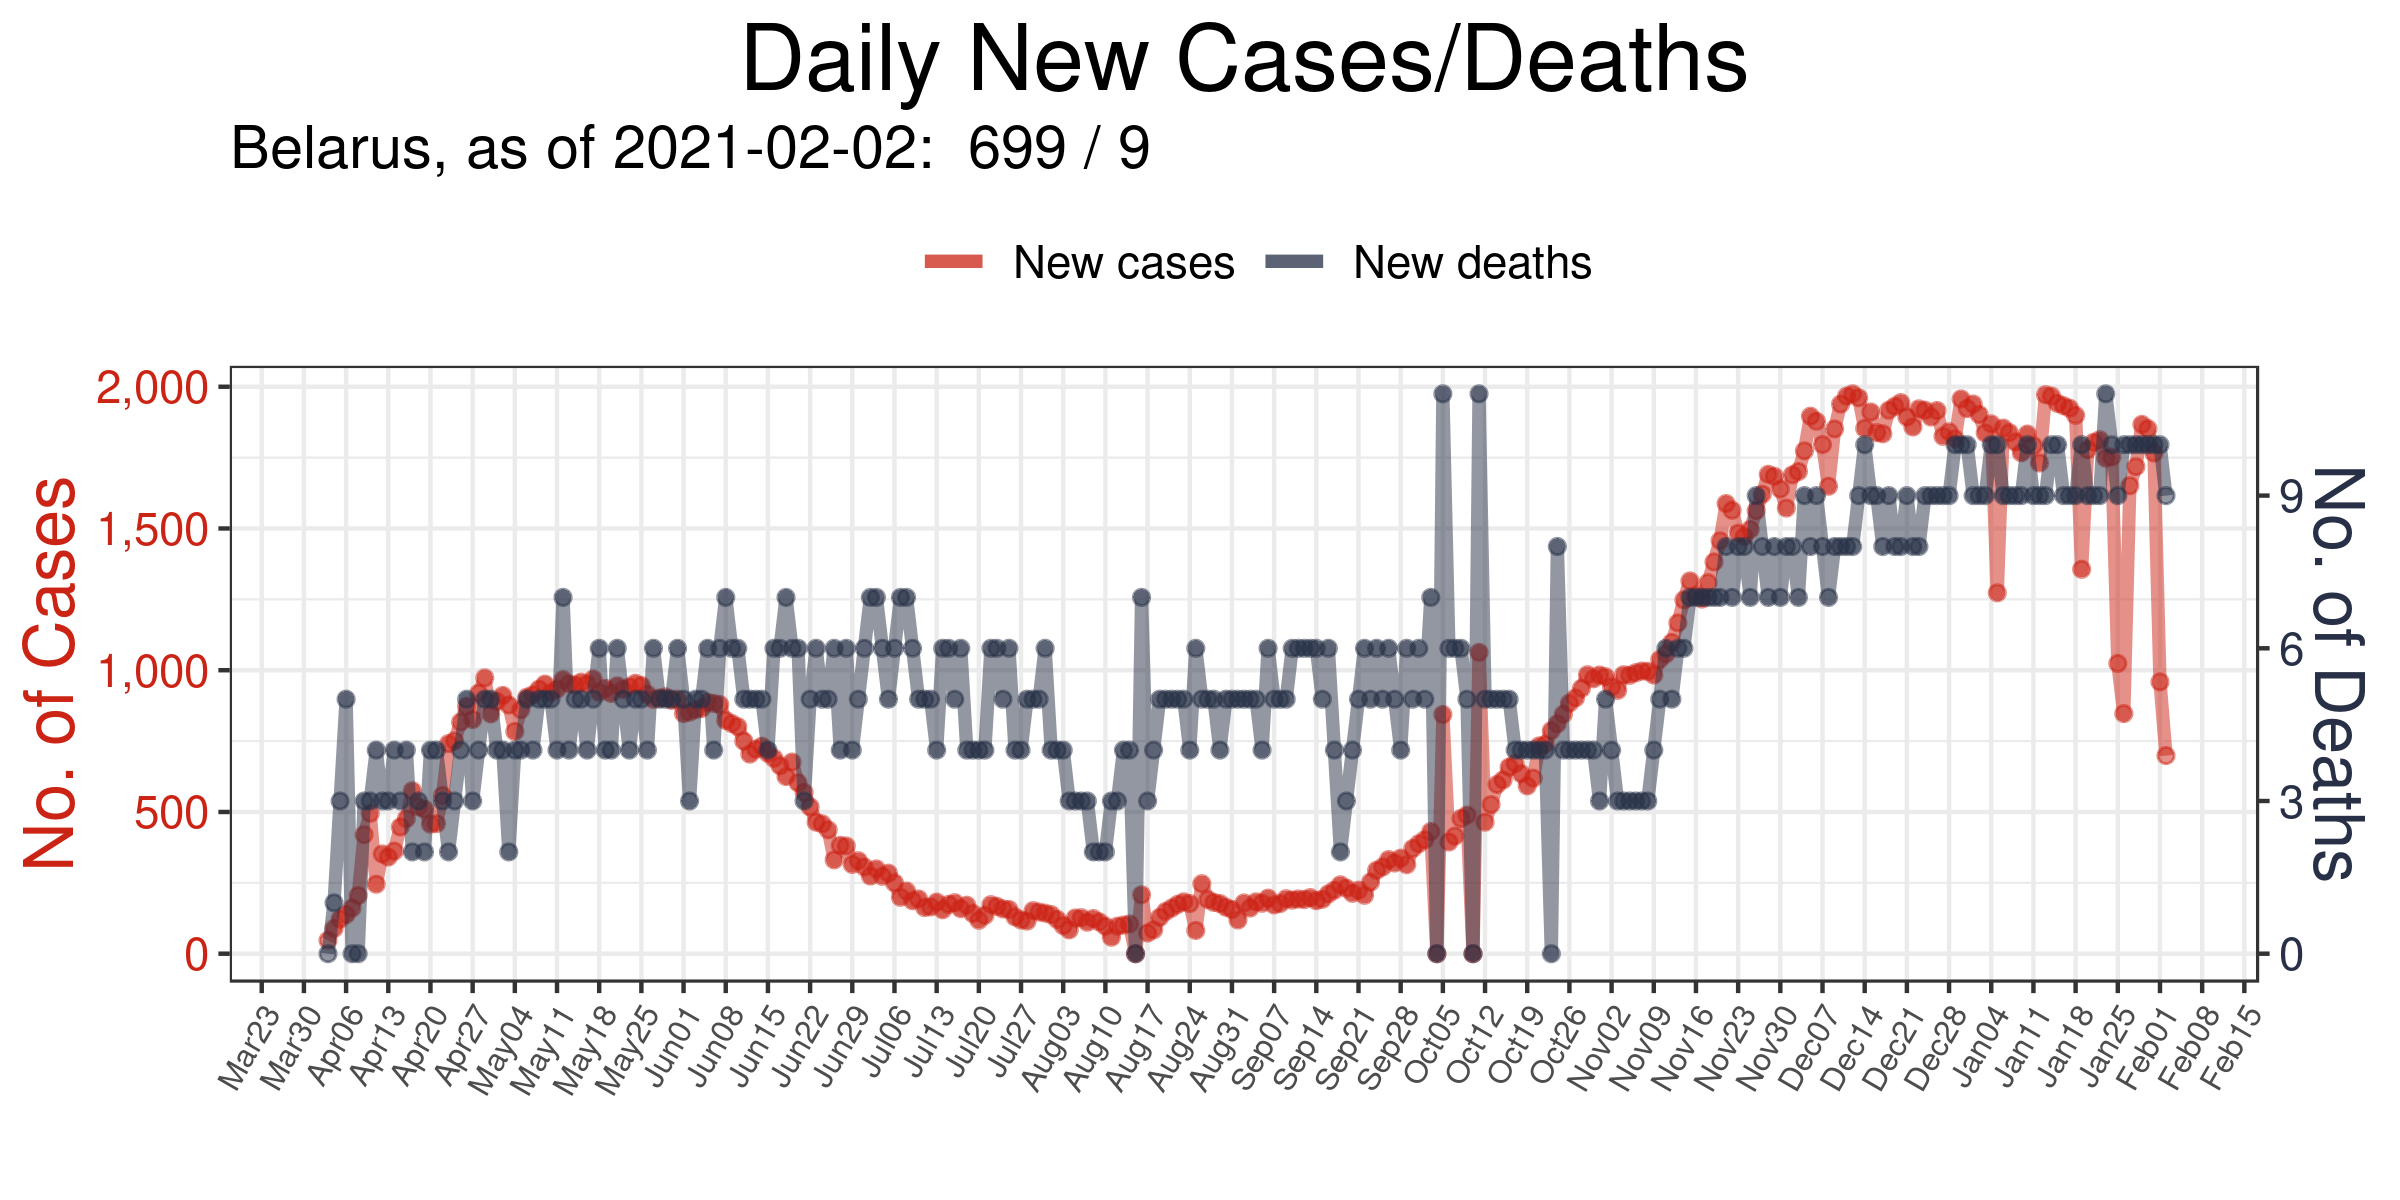 Daily New Cases/Deaths
Belarus, as of 2021-02-02:  699 / 9
New cases New deaths
No. of Cases
2,000
1,500
1,000
500
0
9
6
3
0
No. of Deaths
Mar23 Mar30 Apr06 Apr13 Apr20 Apr27 May04 May11 May18 May25 Jun01 Jun08 Jun15 Jun22 Jun29 Jul06 Jul13 Jul20 Jul27 Aug03 Aug10 Aug17 Aug24 Aug31 Sep07 Sep14 Sep21 Sep28 Oct05 Oct12 Oct19 Oct26 Nov02 Nov09 Nov16 Nov23 Nov30 Dec07 Dec14 Dec21 Dec28 Jan04 Jan11 Jan18 Jan25 Feb01 Feb08 Feb15